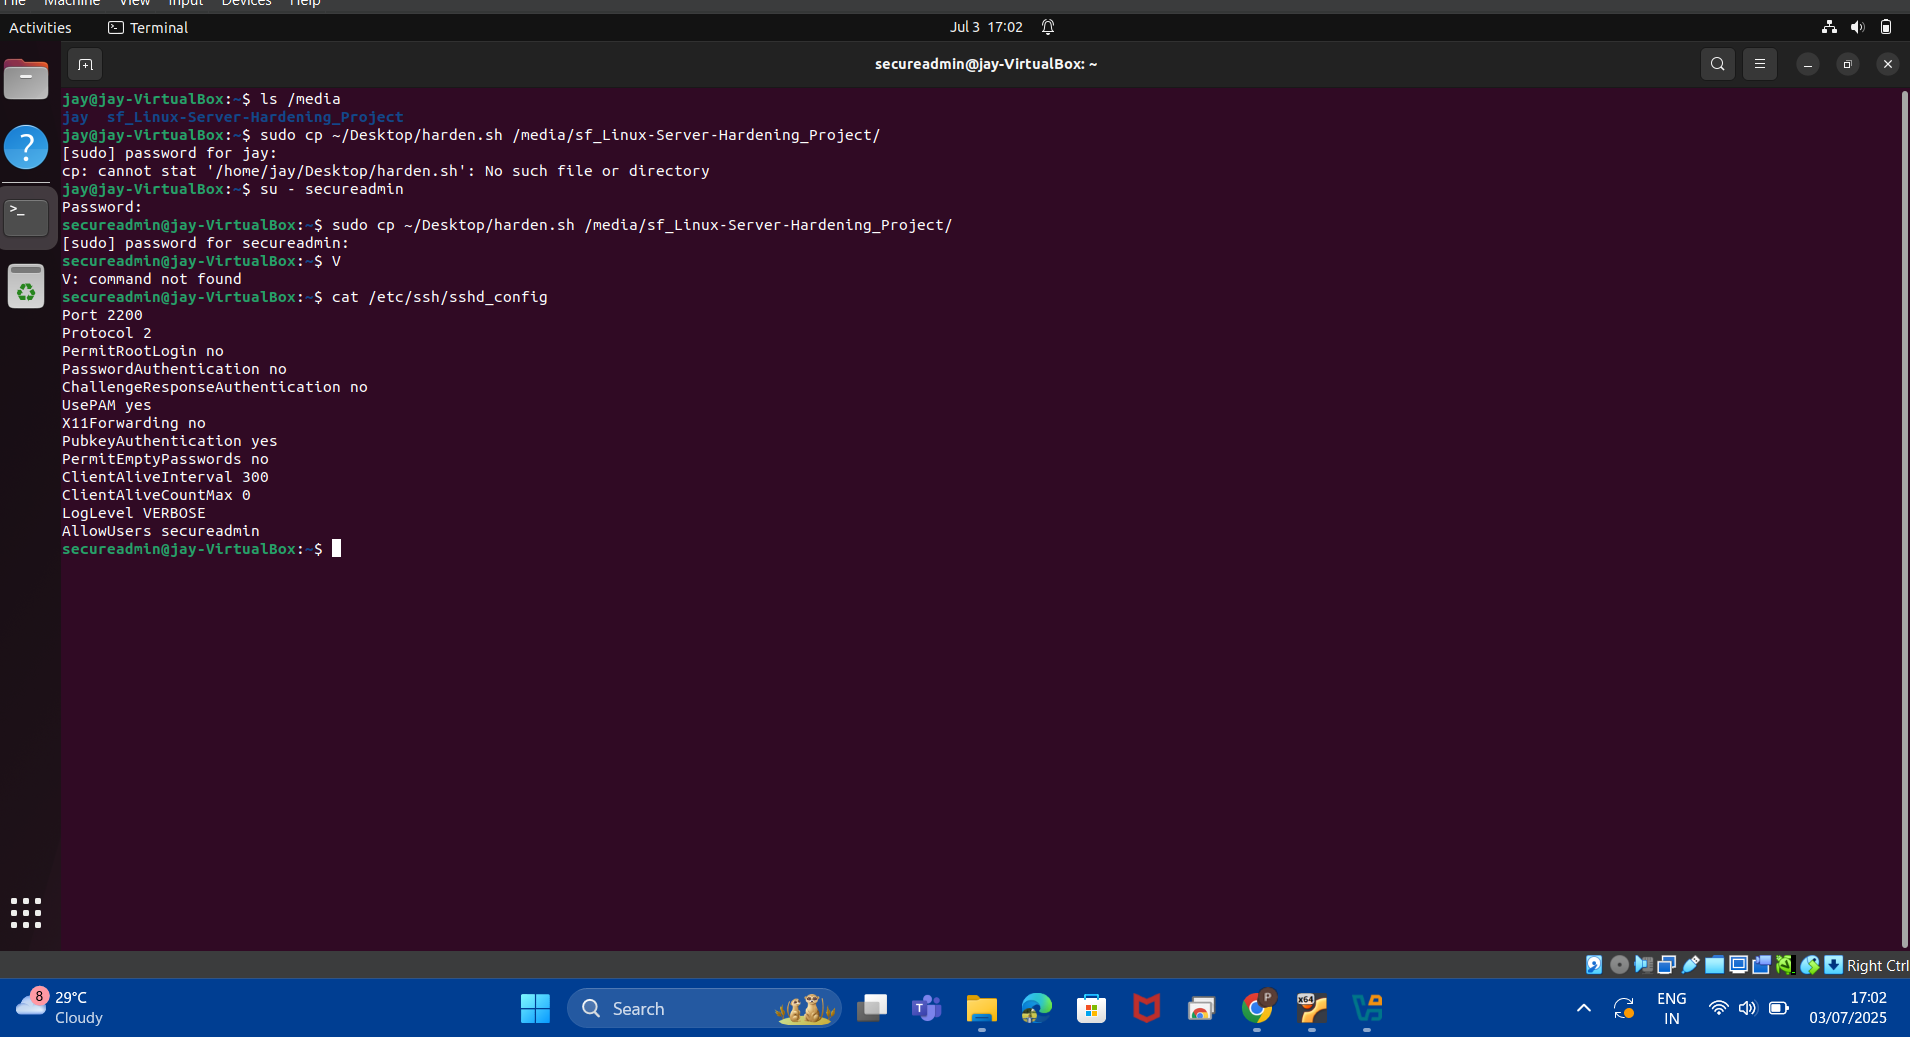 File Machine View Input Devices Help
Activities Terminal Jul 3 17:02
secureadmin@jay-VirtualBox: ~
jay@jay-VirtualBox:~$ ls /media
jay  sf_Linux-Server-Hardening_Project
jay@jay-VirtualBox:~$ sudo cp ~/Desktop/harden.sh /media/sf_Linux-Server-Hardening_Project/
[sudo] password for jay:
cp: cannot stat '/home/jay/Desktop/harden.sh': No such file or directory
jay@jay-VirtualBox:~$ su - secureadmin
Password:
secureadmin@jay-VirtualBox:~$ sudo cp ~/Desktop/harden.sh /media/sf_Linux-Server-Hardening_Project/
[sudo] password for secureadmin:
secureadmin@jay-VirtualBox:~$ V
V: command not found
secureadmin@jay-VirtualBox:~$ cat /etc/ssh/sshd_config
Port 2200
Protocol 2
PermitRootLogin no
PasswordAuthentication no
ChallengeResponseAuthentication no
UsePAM yes
X11Forwarding no
PubkeyAuthentication yes
PermitEmptyPasswords no
ClientAliveInterval 300
ClientAliveCountMax 0
LogLevel VERBOSE
AllowUsers secureadmin
secureadmin@jay-VirtualBox:~$
Right Ctrl
8
29°C
Cloudy
Search
P
x64
ENG
IN
17:02
03/07/2025